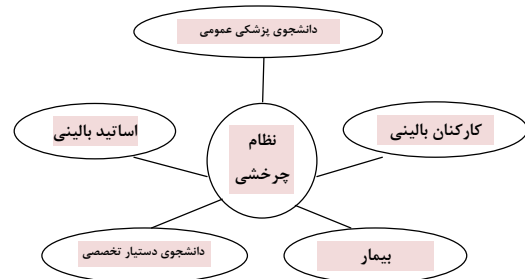 دانشجوی پزشکی عمومی
کارکنان بالینی
اساتید بالینی
نظام
چرخشی
بیمار
دانشجوی دستیار تخصصی